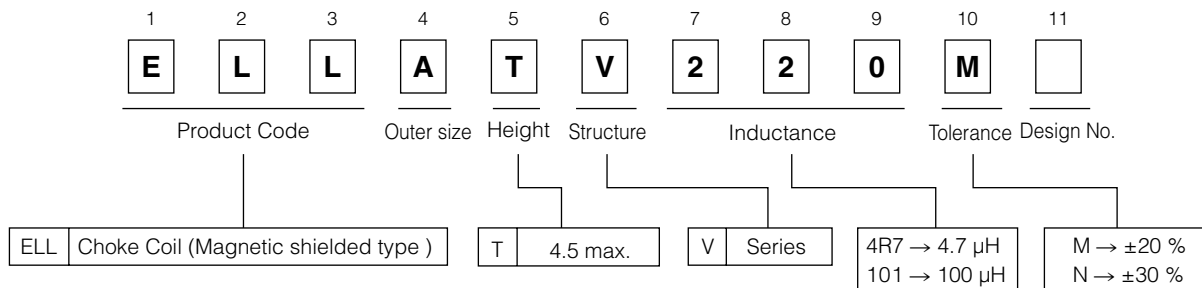 1 2 3 4 5 6 7 8 9 10 11
E L L A T V 2 2 0 M
Product Code Outer size Height Structure Inductance Tolerance Design No.
ELL Choke Coil (Magnetic shielded type ) T 4.5 max. V Series 4R7 → 4.7 μH M → ±20 %
101 → 100 μH N → ±30 %